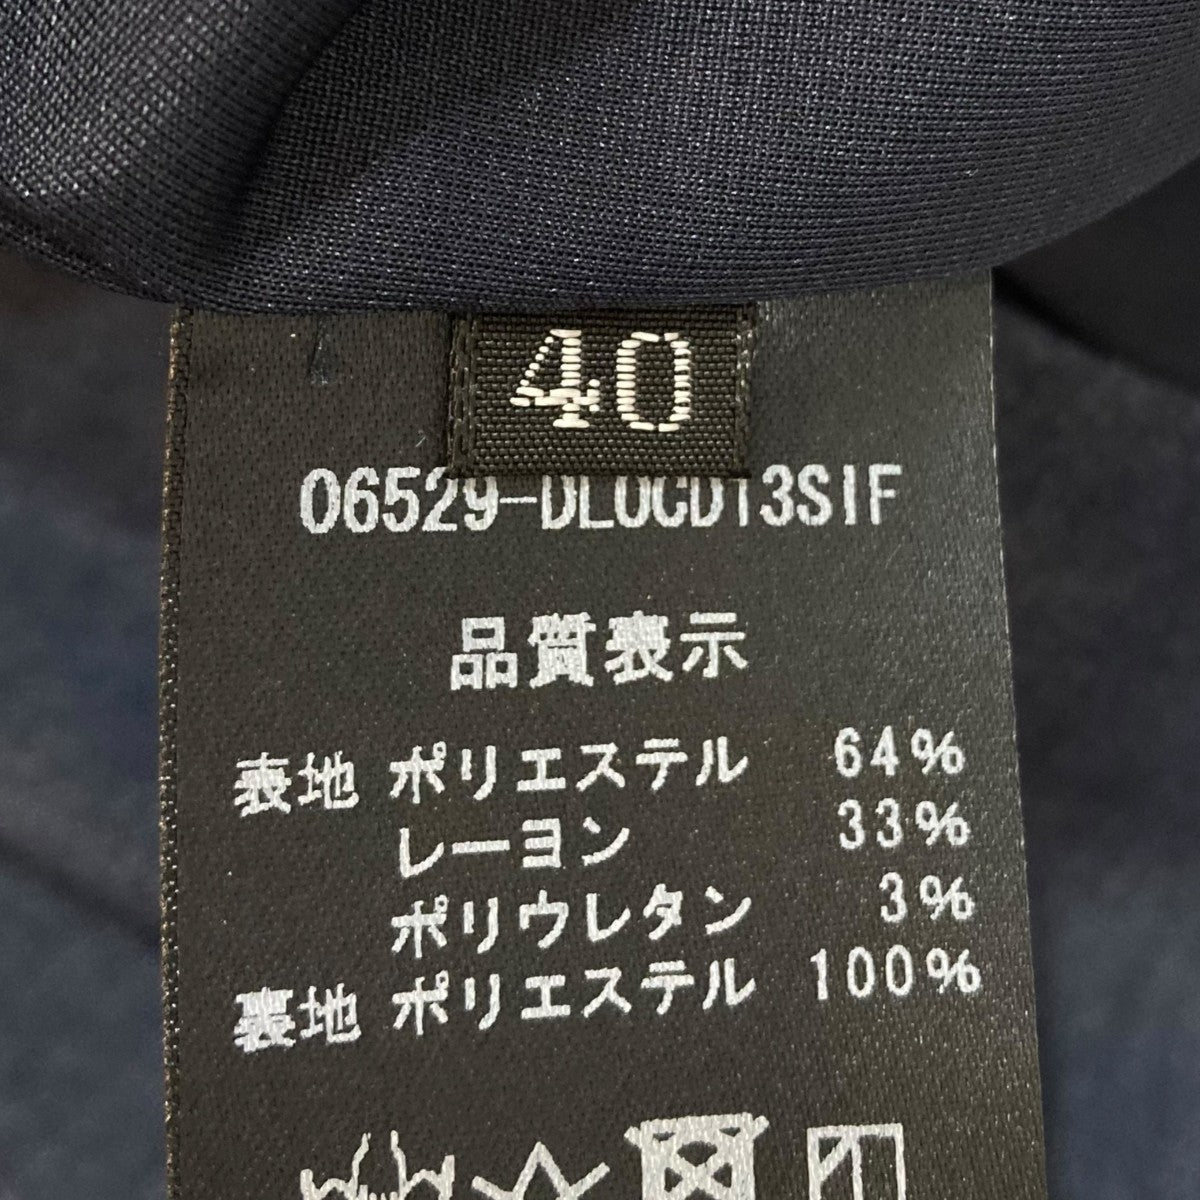 40
06529-DLOCD13SIF
品質表示
表地 ポリエステル 64%
レーヨン 33%
ポリウレタン 3%
裏地 ポリエステル 100%